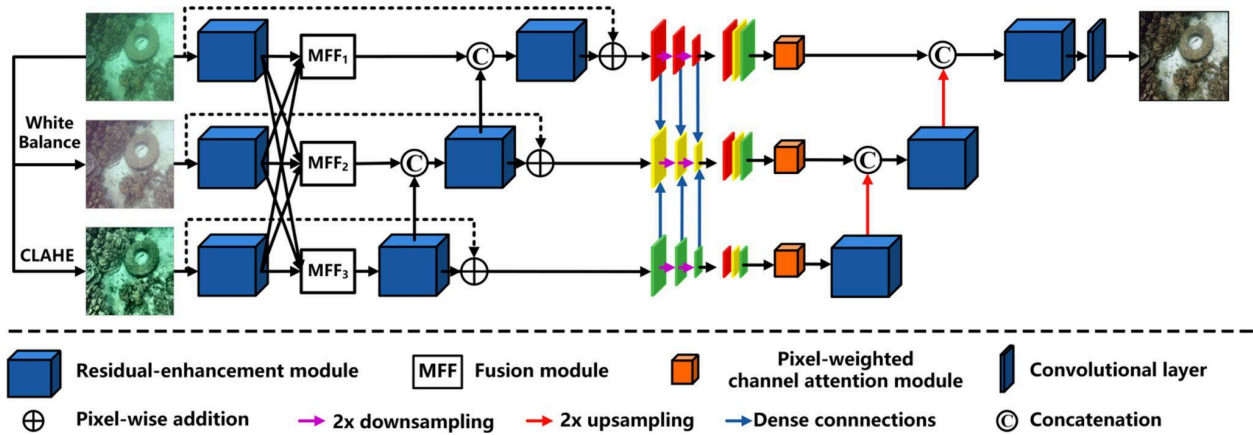 MFF1
C
White
Balance
MFF2
C
C
C
CLAHE
MFF3
Residual-enhancement module
MFF
Fusion module
Pixel-weighted
channel attention module
Convolutional layer
Pixel-wise addition
2x downsampling
2x upsampling
Dense connnections
C
Concatenation